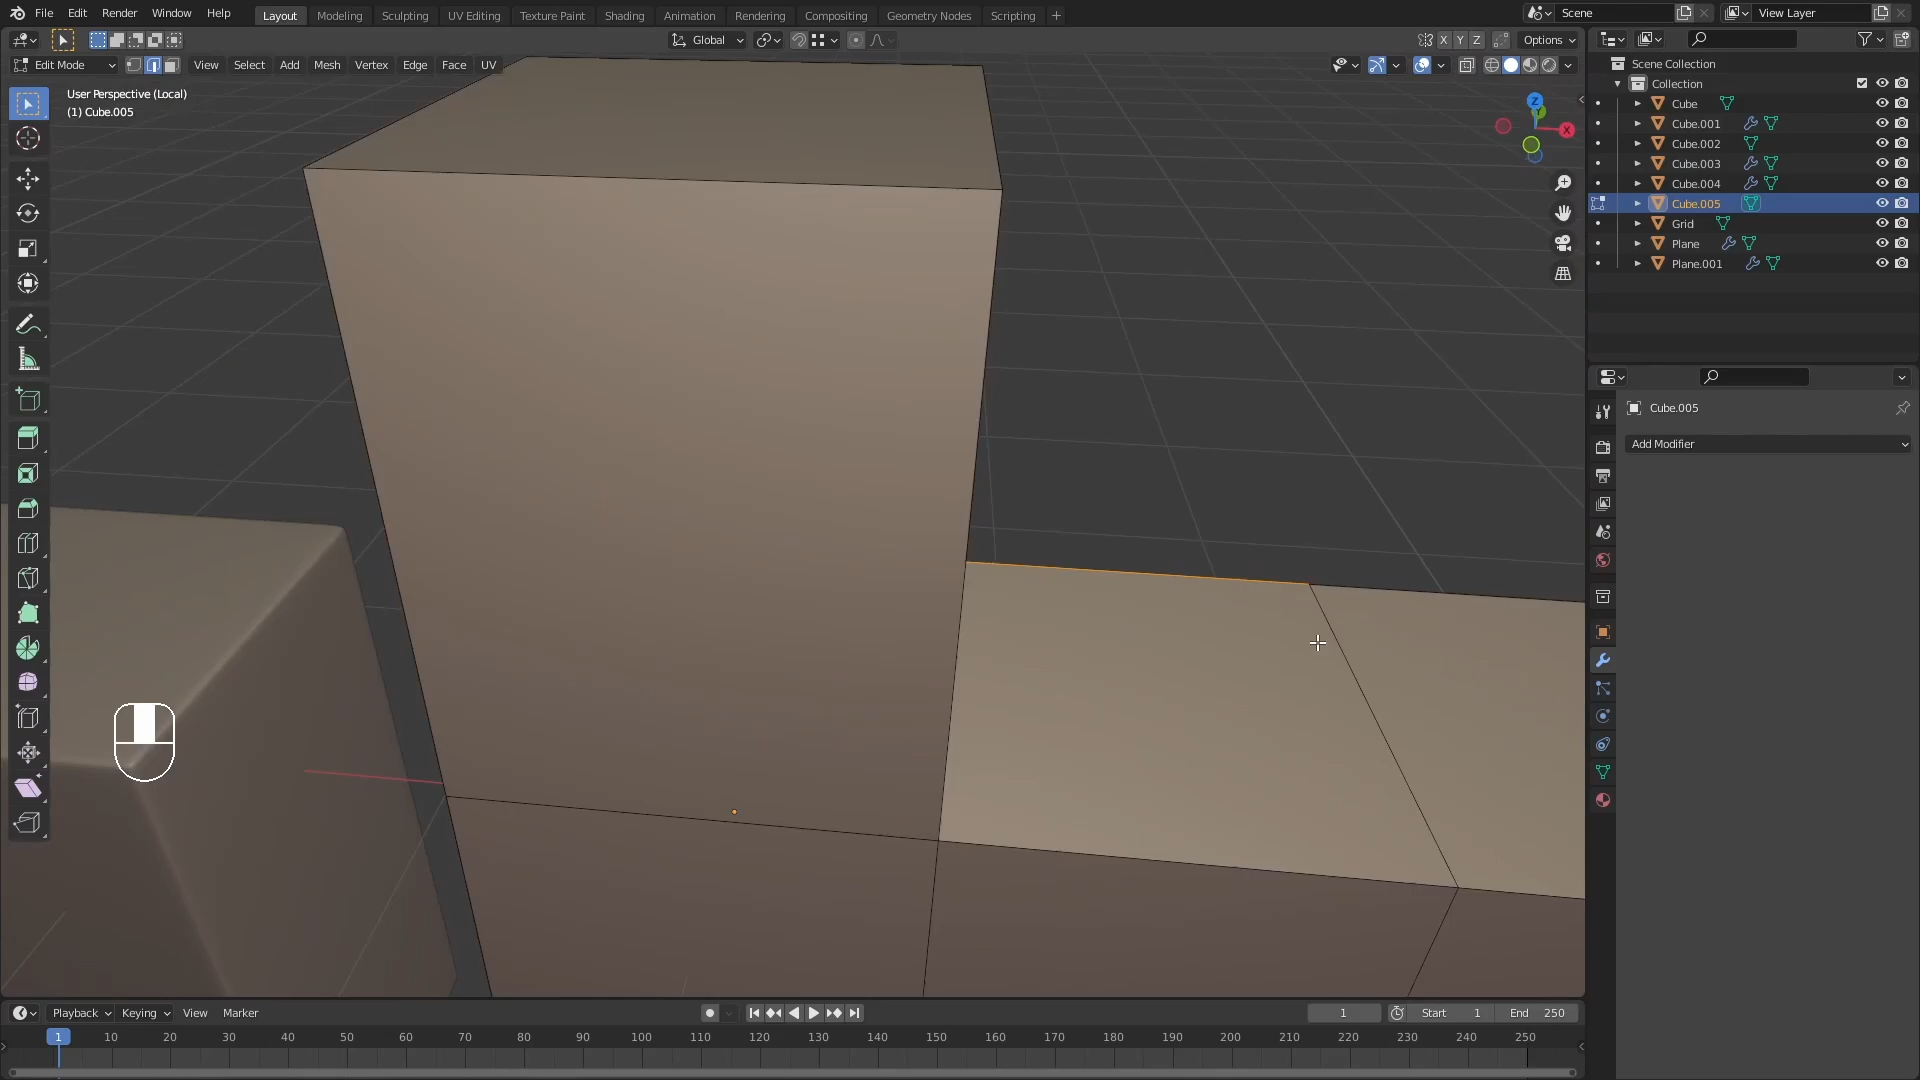 File Edit Render Window Help Layout Modeling Sculpting UV Editing Texture Paint Shading Animation Rendering Compositing Geometry Nodes Scripting + Scene View Layer
Global X Y Z Options
Edit Mode View Select Add Mesh Vertex Edge Face UV
User Perspective (Local)
(1) Cube.005
Z
X
Scene Collection
Collection
Cube
Cube.001
Cube.002
Cube.003
Cube.004
Cube.005
Grid
Plane
Plane.001
Cube.005
Add Modifier
Playback Keying View Marker 1 Start 1 End 250
1 10 20 30 40 50 60 70 80 90 100 110 120 130 140 150 160 170 180 190 200 210 220 230 240 250